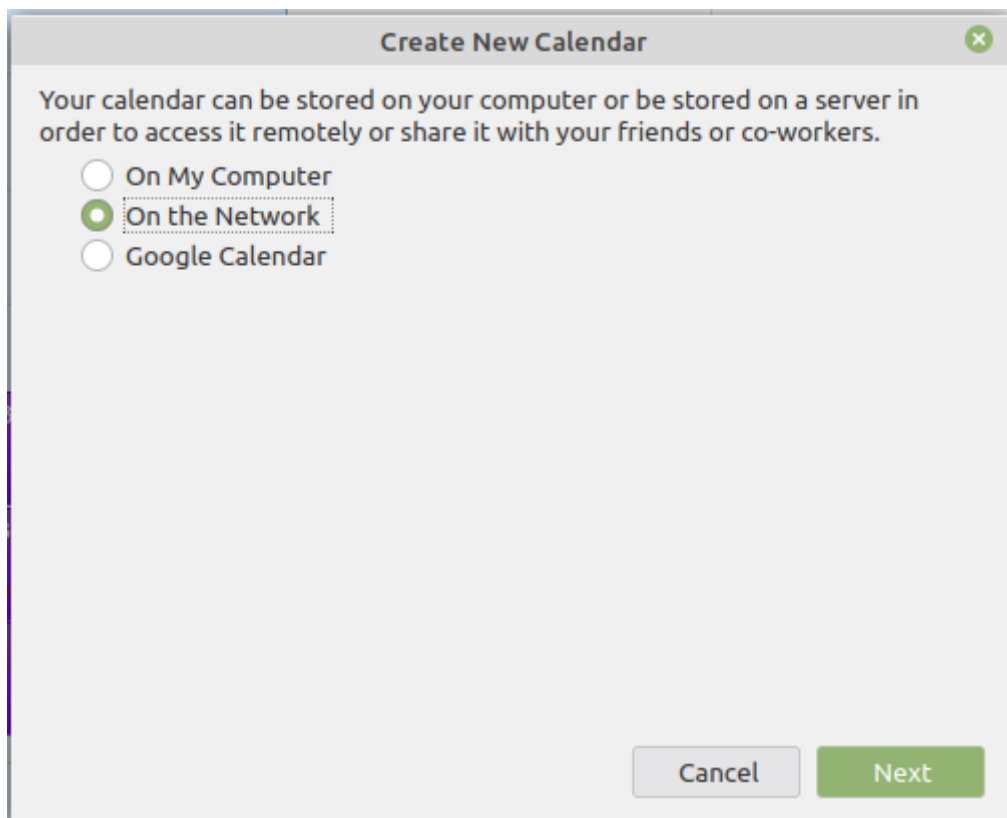 Create New Calendar
Your calendar can be stored on your computer or be stored on a server in
order to access it remotely or share it with your friends or co-workers.
On My Computer
On the Network
Google Calendar
Cancel
Next